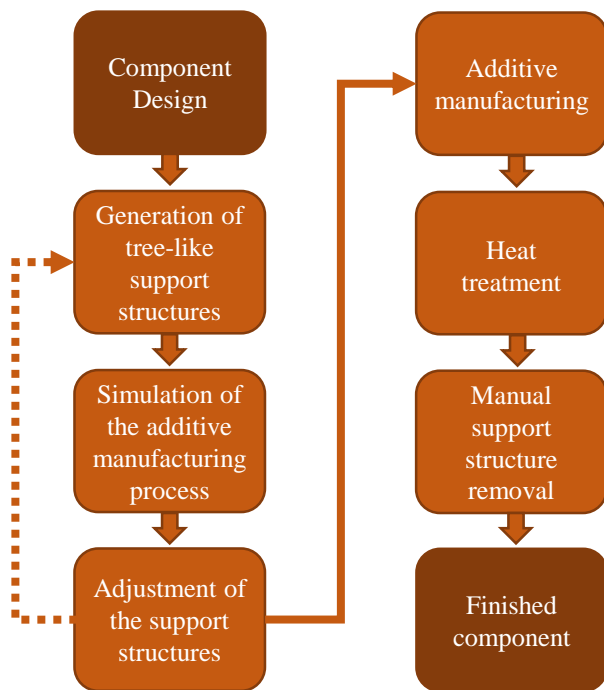 Component
Design
Generation of
tree-like
support
structures
Simulation of
the additive
manufacturing
process
Adjustment of
the support
structures
Additive
manufacturing
Heat
treatment
Manual
support
structure
removal
Finished
component